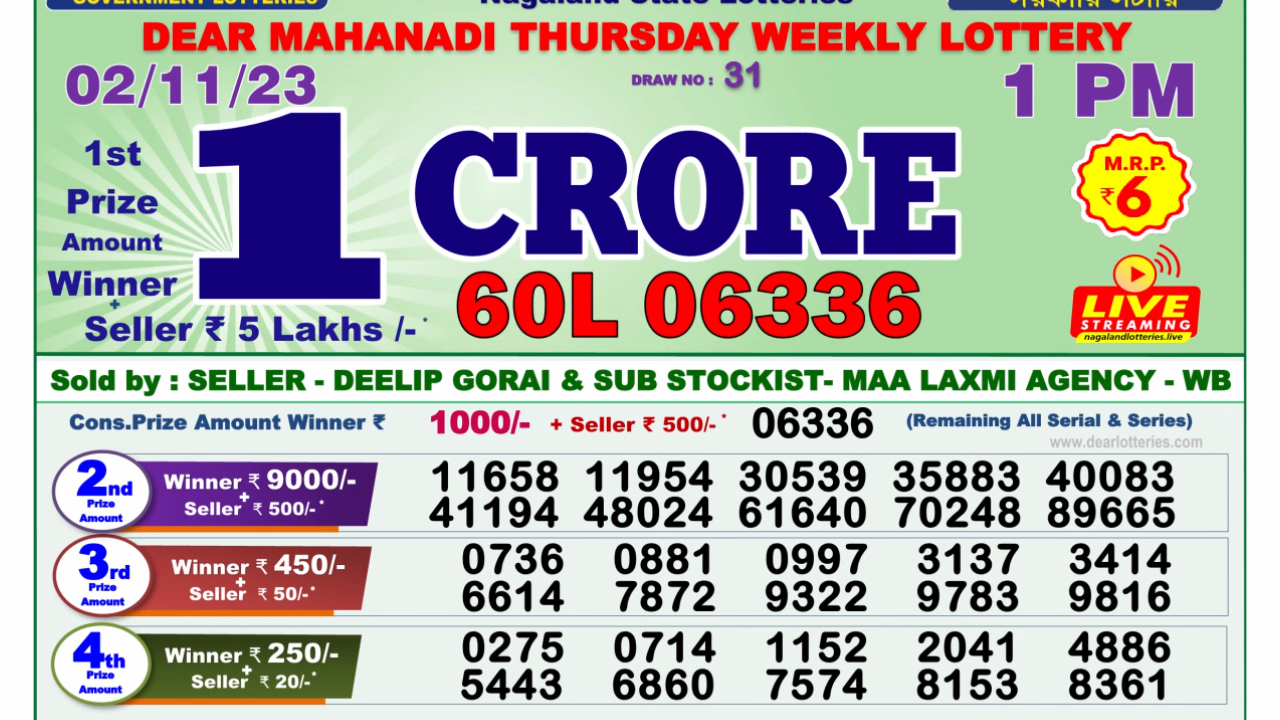 GOVERNMENT LOTTERIES
Nagaland State Lotteries
সরকারি লটারি
DEAR MAHANADI THURSDAY WEEKLY LOTTERY
02/11/23
DRAW NO : 31
1 PM
1st
Prize
Amount
Winner
+
Seller ₹ 5 Lakhs /- *
1 CRORE
60L 06336
M.R.P.
₹6
LIVE
STREAMING
nagalandlotteries.live
Sold by : SELLER - DEELIP GORAI & SUB STOCKIST- MAA LAXMI AGENCY - WB
Cons.Prize Amount Winner ₹ 1000/- + Seller ₹ 500/- * 06336 (Remaining All Serial & Series)
www.dearlotteries.com
2nd
Prize
Amount
Winner ₹ 9000/-
+
Seller ₹ 500/- *
11658 11954 30539 35883 40083
41194 48024 61640 70248 89665
3rd
Prize
Amount
Winner ₹ 450/-
+
Seller ₹ 50/- *
0736 0881 0997 3137 3414
6614 7872 9322 9783 9816
4th
Prize
Amount
Winner ₹ 250/-
+
Seller ₹ 20/- *
0275 0714 1152 2041 4886
5443 6860 7574 8153 8361